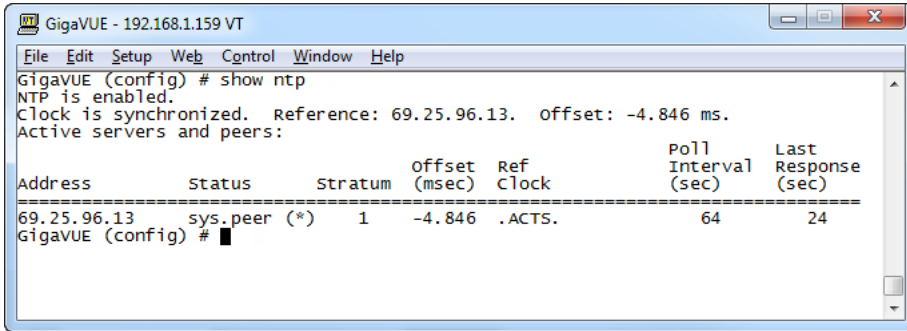 GigaVUE - 192.168.1.159 VT
File Edit Setup Web Control Window Help
GigaVUE (config) # show ntp
NTP is enabled.
Clock is synchronized.  Reference: 69.25.96.13.  Offset: -4.846 ms.
Active servers and peers:
Poll Last
Offset Ref Interval Response
Address Status Stratum (msec) Clock (sec) (sec)
================================================================================
69.25.96.13 sys.peer (*) 1 -4.846 .ACTS. 64 24
GigaVUE (config) #